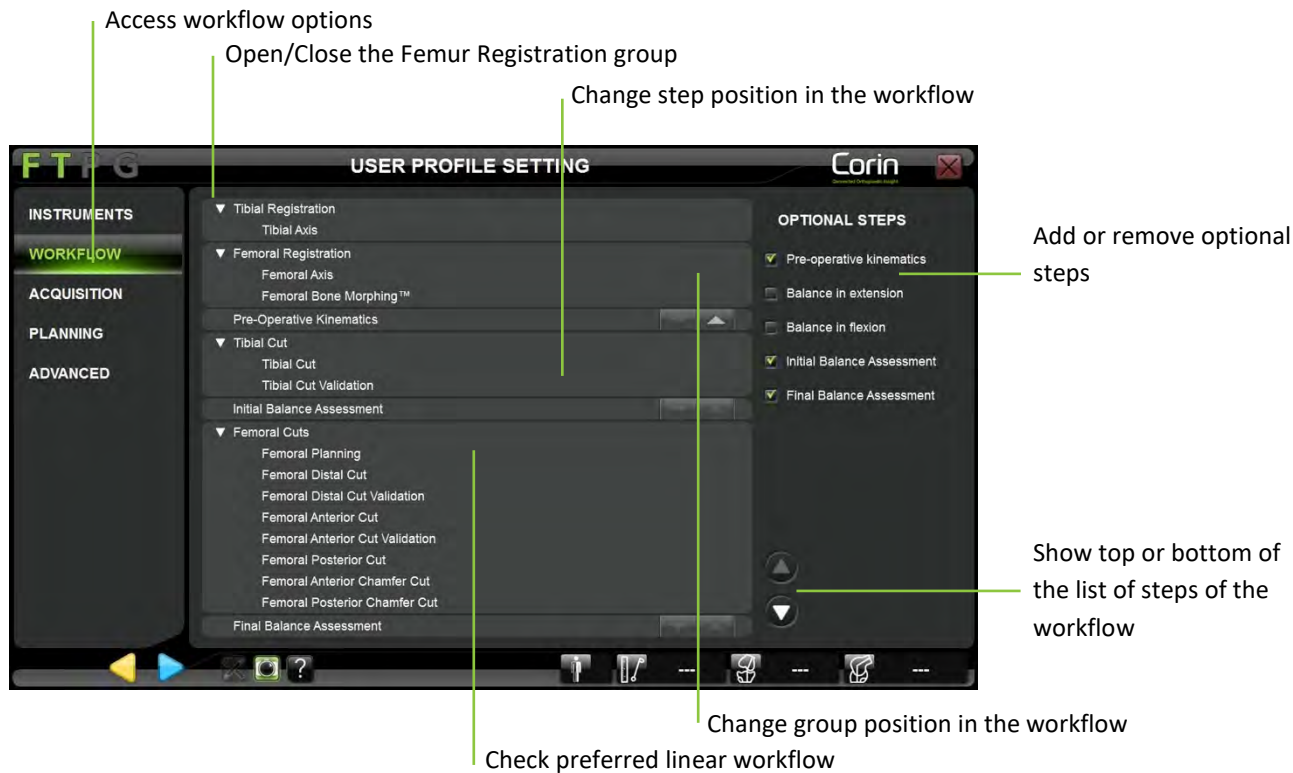 Access workflow options
Open/Close the Femur Registration group
Change step position in the workflow
FTPG
USER PROFILE SETTING
Corin
INSTRUMENTS
WORKFLOW
ACQUISITION
PLANNING
ADVANCED
▼ Tibial Registration
Tibial Axis
▼ Femoral Registration
Femoral Axis
Femoral Bone Morphing™
Pre-Operative Kinematics
▼ Tibial Cut
Tibial Cut
Tibial Cut Validation
Initial Balance Assessment
▼ Femoral Cuts
Femoral Planning
Femoral Distal Cut
Femoral Distal Cut Validation
Femoral Anterior Cut
Femoral Anterior Cut Validation
Femoral Posterior Cut
Femoral Anterior Chamfer Cut
Femoral Posterior Chamfer Cut
Final Balance Assessment
OPTIONAL STEPS
Pre-operative kinematics
Balance in extension
Balance in flexion
Initial Balance Assessment
Final Balance Assessment
Add or remove optional
steps
Show top or bottom of
the list of steps of the
workflow
?
--- --- ---
Change group position in the workflow
Check preferred linear workflow